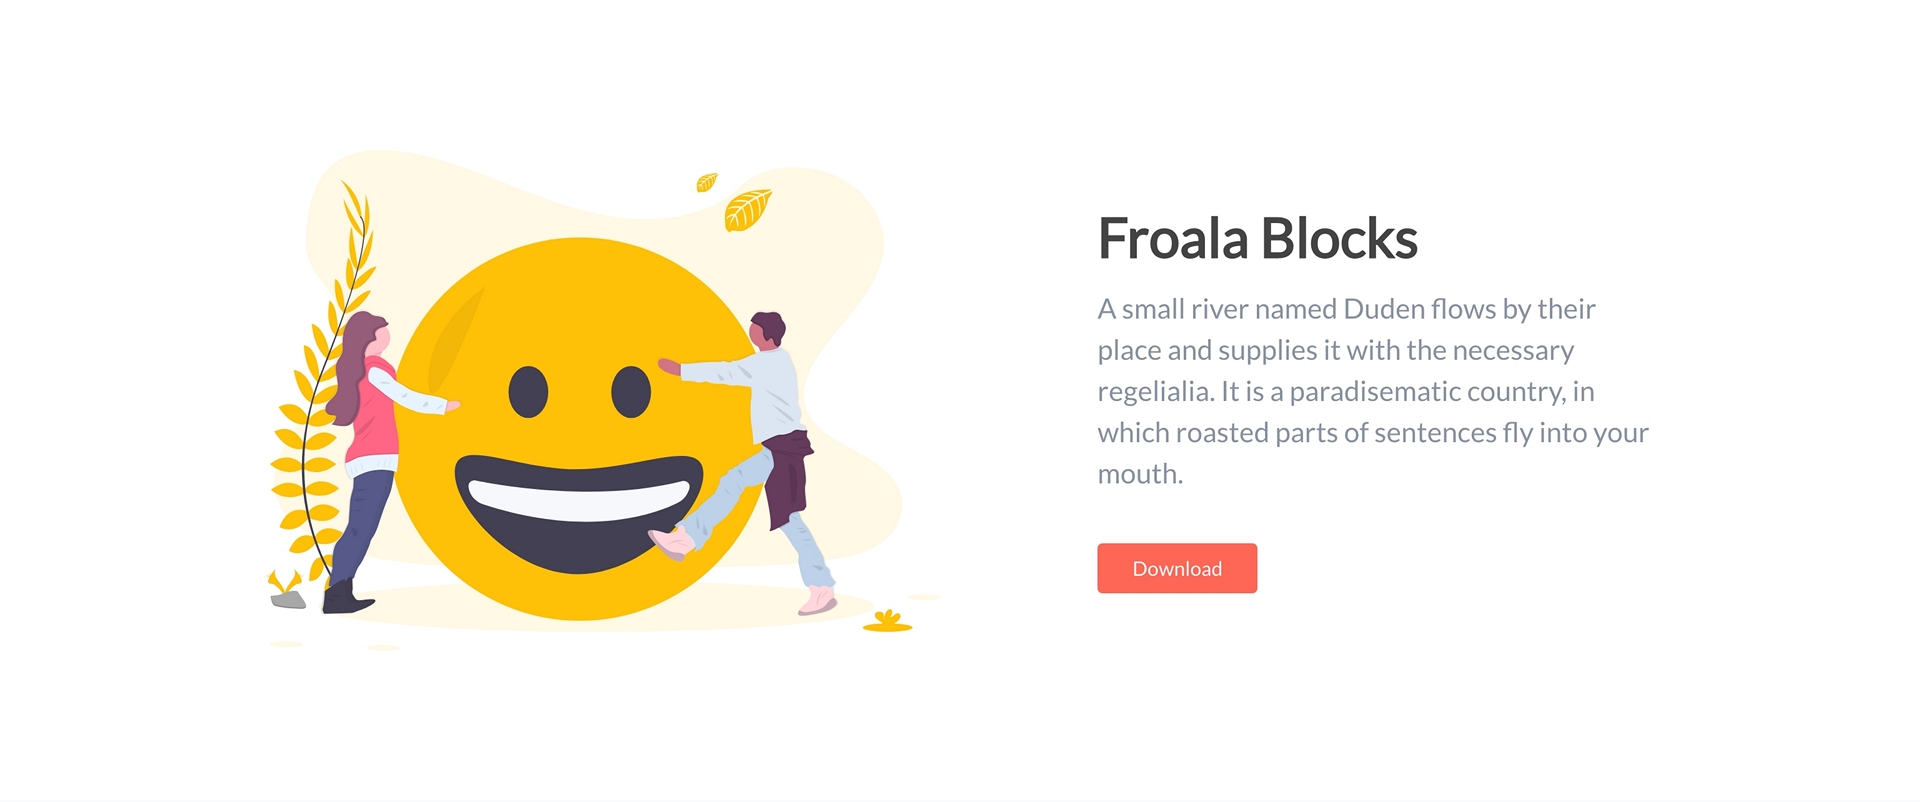 Froala Blocks
A small river named Duden flows by their
place and supplies it with the necessary
regelialia. It is a paradisematic country, in
which roasted parts of sentences fly into your
mouth.
Download